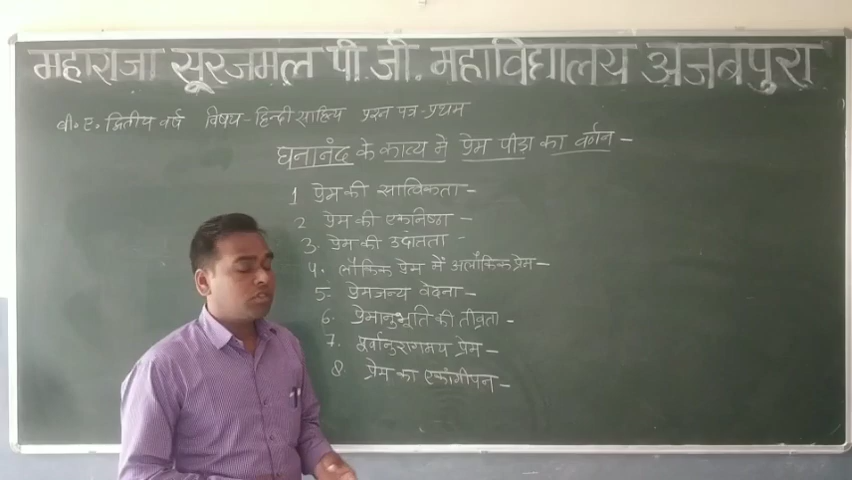 महाराजा सूरजमल पी.जी. महाविद्यालय अजबपुरा
बी॰ ए॰ द्वितीय वर्ष विषय - हिन्दी साहित्य प्रश्न पत्र - प्रथम
घनानंद के काव्य ने प्रेम पीडा का वर्णन -
1 प्रेम की सात्विकता -
2 प्रेम की एकनिष्ठा -
3. प्रेम की उदांतता -
4. लौकिक प्रेम में अलौकिक प्रेम -
5- प्रेमजन्य वेदना -
6. प्रेमानुभूति की तीव्रता -
7. पूर्वानुरागमय प्रेम -
8. प्रेम का एकांगीपन -